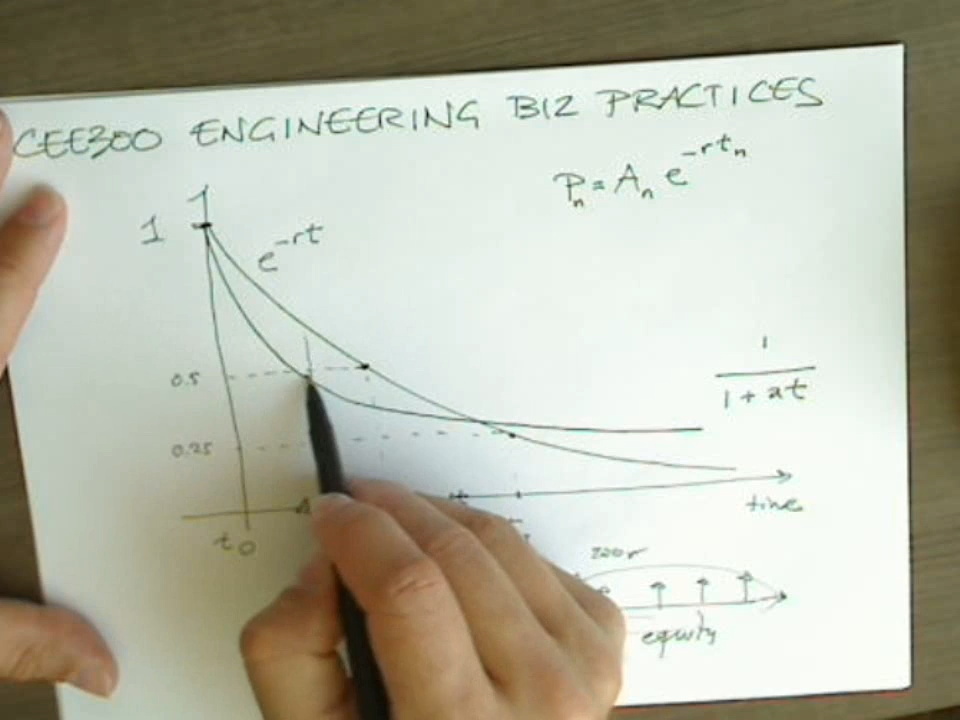 CEE300 ENGINEERING BIZ PRACTICES
Pₙ = Aₙ e^-rtₙ
1
e^-rt
0.5
1
1 + at
0.25
time
t₀
equity